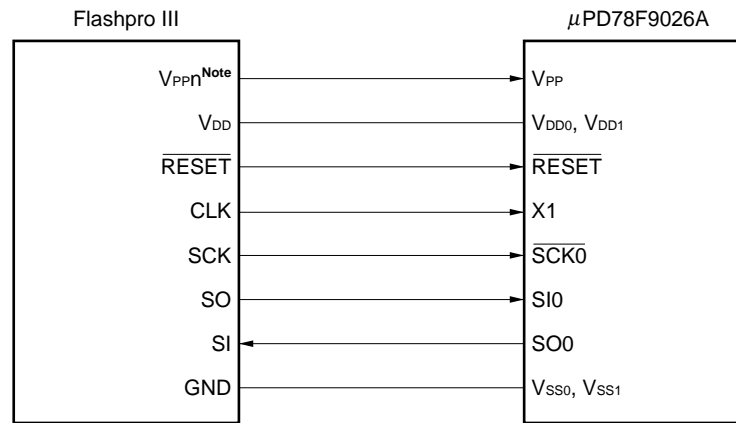 Flashpro III μPD78F9026A
VPPnNote VPP
VDD VDD0, VDD1
RESET RESET
CLK X1
SCK SCK0
SO SI0
SI SO0
GND VSS0, VSS1